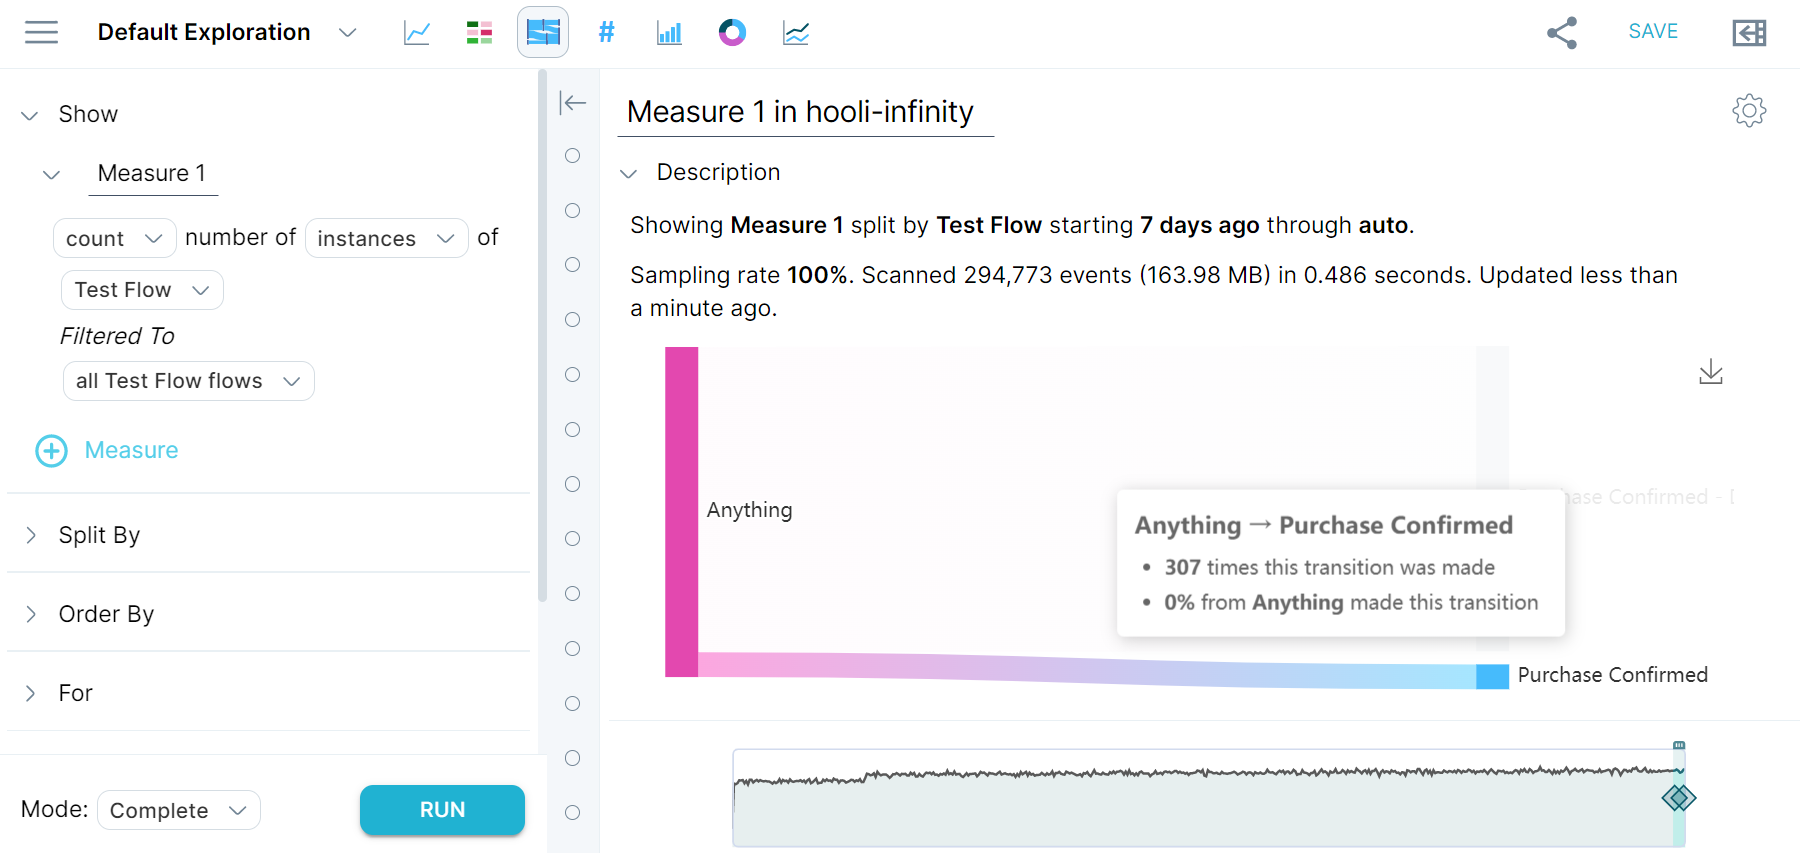 Default Exploration
#
SAVE
Show
Measure 1
count number of instances of
Test Flow
Filtered To
all Test Flow flows
Measure
Split By
Order By
For
Mode: Complete
RUN
Measure 1 in hooli-infinity
Description
Showing Measure 1 split by Test Flow starting 7 days ago through auto.
Sampling rate 100%. Scanned 294,773 events (163.98 MB) in 0.486 seconds. Updated less than
a minute ago.
Anything
Confirmed -
Anything → Purchase Confirmed
• 307 times this transition was made
• 0% from Anything made this transition
Purchase Confirmed